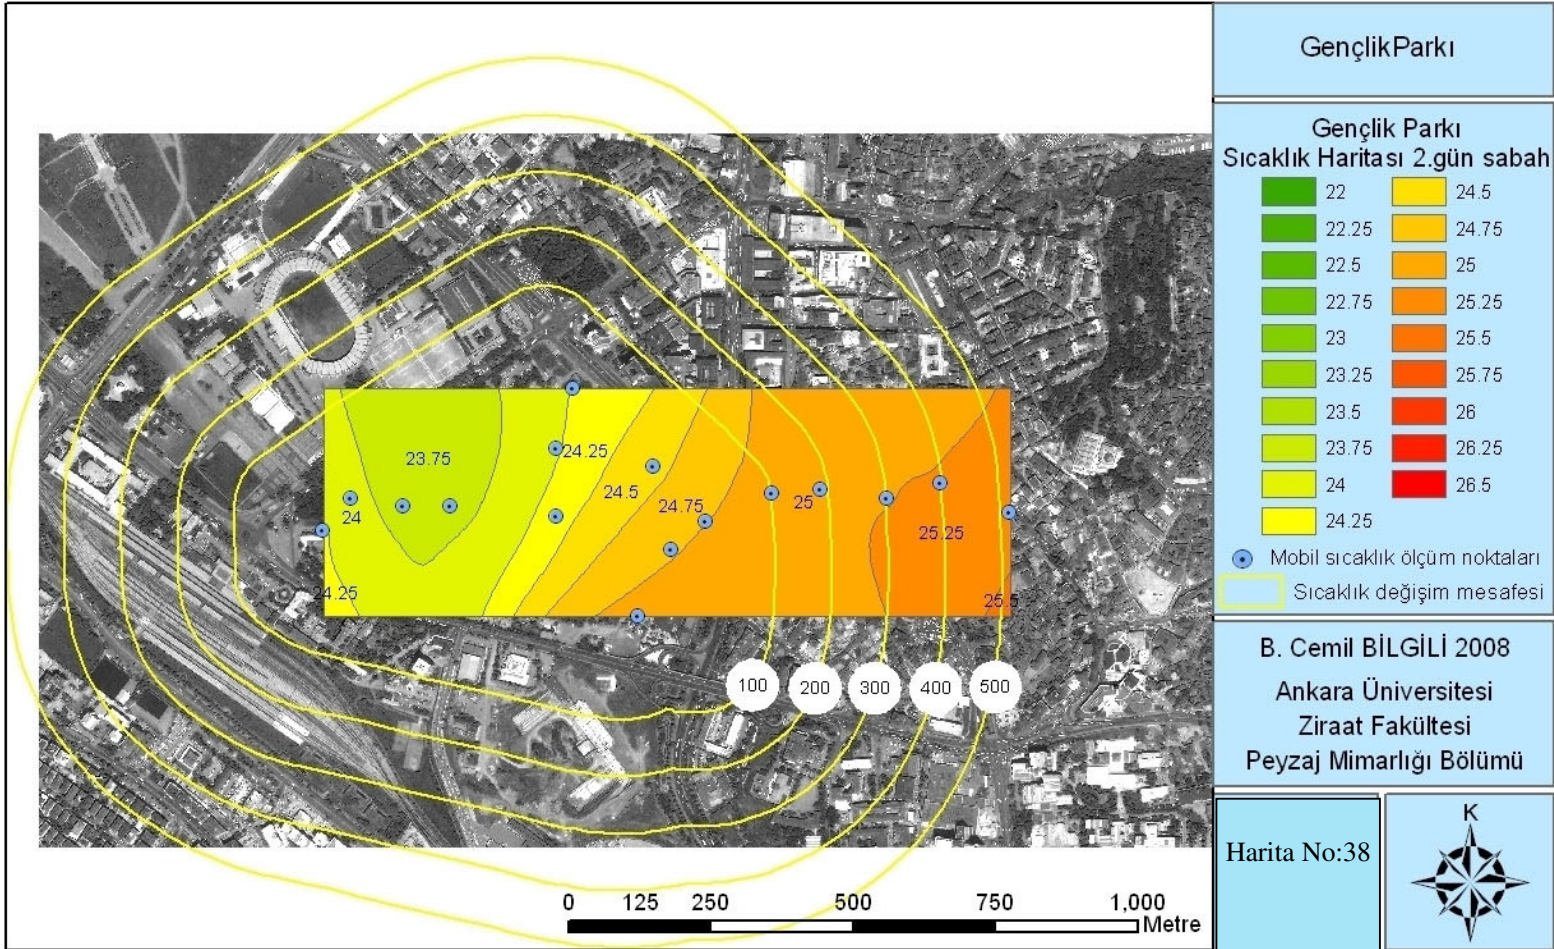 GençlikParkı
Gençlik Parkı
Sıcaklık Haritası 2.gün sabah
22
22.25
22.5
22.75
23
23.25
23.5
23.75
24
24.25
24.5
24.75
25
25.25
25.5
25.75
26
26.25
26.5
Mobil sıcaklık ölçüm noktaları
Sıcaklık değişim mesafesi
B. Cemil BİLGİLİ 2008
Ankara Üniversitesi
Ziraat Fakültesi
Peyzaj Mimarlığı Bölümü
Harita No:38
K
23.75
24.25
24.5
24.75
24
25
25.25
24.25
25.5
100
200
300
400
500
0 125 250 500 750 1,000
Metre